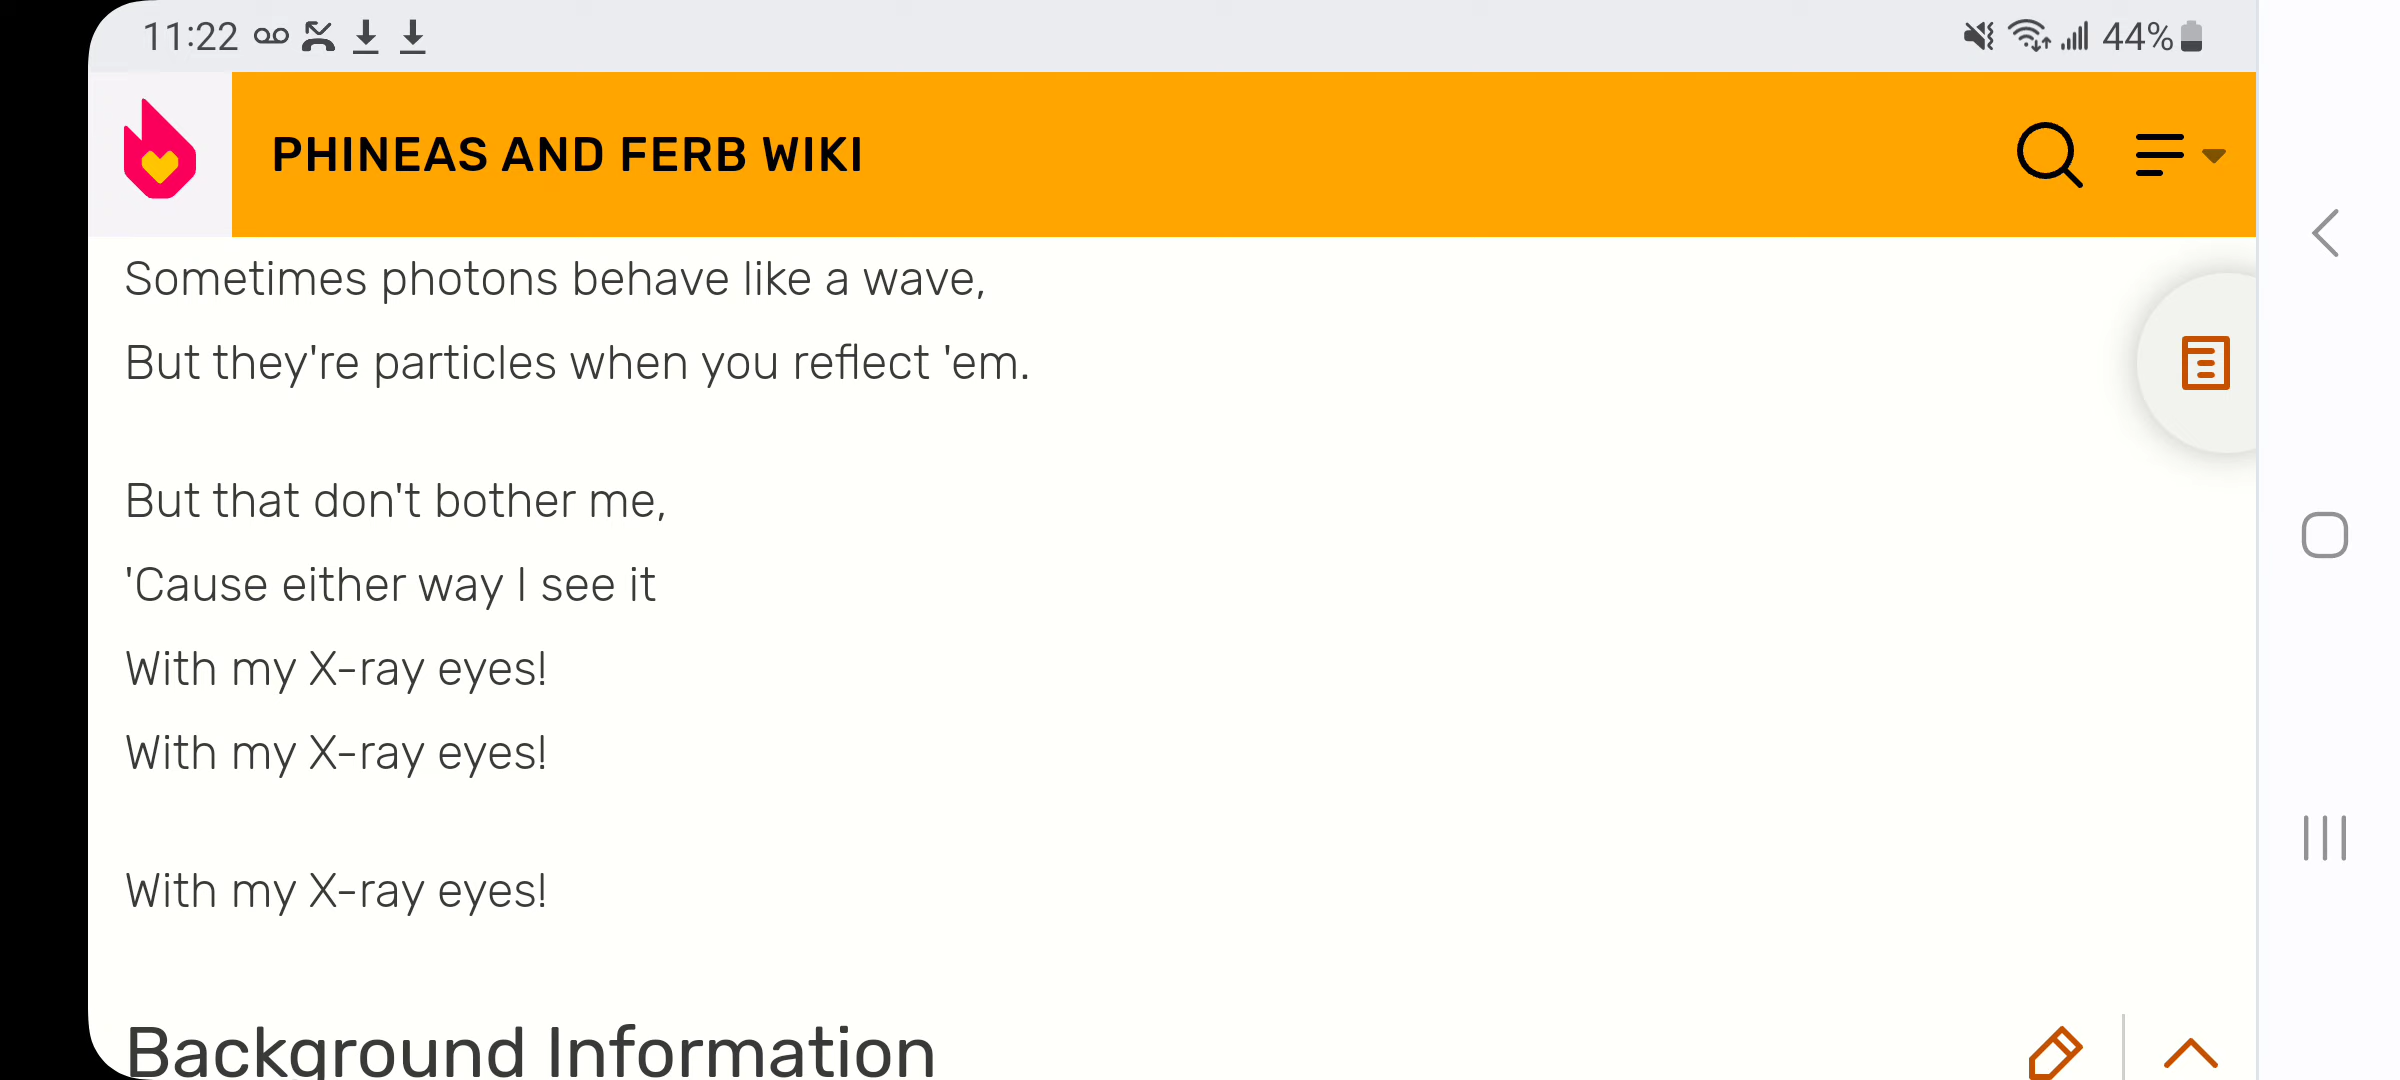 11:22
44%
PHINEAS AND FERB WIKI
Sometimes photons behave like a wave,
But they're particles when you reflect 'em.
But that don't bother me,
'Cause either way I see it
With my X-ray eyes!
With my X-ray eyes!
With my X-ray eyes!
Background Information